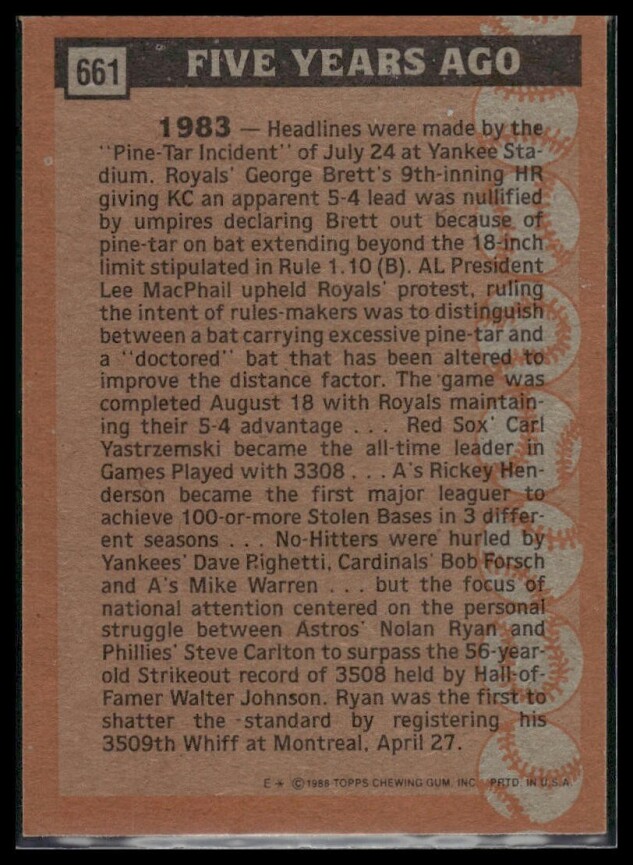 661
FIVE YEARS AGO
1983 — Headlines were made by the
"Pine-Tar Incident" of July 24 at Yankee Sta-
dium. Royals' George Brett's 9th-inning HR
giving KC an apparent 5-4 lead was nullified
by umpires declaring Brett out because of
pine-tar on bat extending beyond the 18-inch
limit stipulated in Rule 1.10 (B). AL President
Lee MacPhail upheld Royals' protest, ruling
the intent of rules-makers was to distinguish
between a bat carrying excessive pine-tar and
a "doctored" bat that has been altered to
improve the distance factor. The game was
completed August 18 with Royals maintain-
ing their 5-4 advantage . . . Red Sox' Carl
Yastrzemski became the all-time leader in
Games Played with 3308 . . . A's Rickey Hen-
derson became the first major leaguer to
achieve 100-or-more Stolen Bases in 3 differ-
ent seasons . . . No-Hitters were hurled by
Yankees' Dave Righetti, Cardinals' Bob Forsch
and A's Mike Warren . . . but the focus of
national attention centered on the personal
struggle between Astros' Nolan Ryan and
Phillies' Steve Carlton to surpass the 56-year-
old Strikeout record of 3508 held by Hall-of-
Famer Walter Johnson. Ryan was the first to
shatter the standard by registering his
3509th Whiff at Montreal, April 27.
E* ©1988 TOPPS CHEWING GUM, INC. PRTD. IN U.S.A.